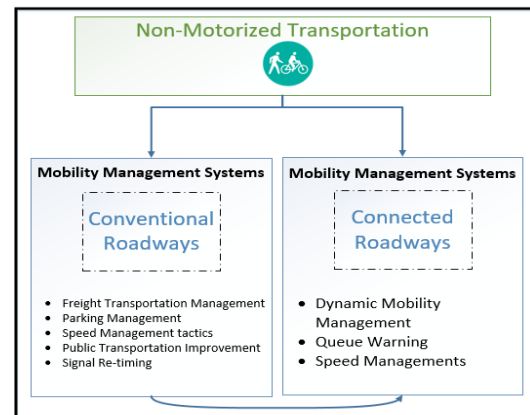 Non-Motorized Transportation
Mobility Management Systems
Conventional
Roadways
• Freight Transportation Management
• Parking Management
• Speed Management tactics
• Public Transportation Improvement
• Signal Re-timing
Mobility Management Systems
Connected
Roadways
• Dynamic Mobility
Management
• Queue Warning
• Speed Managements